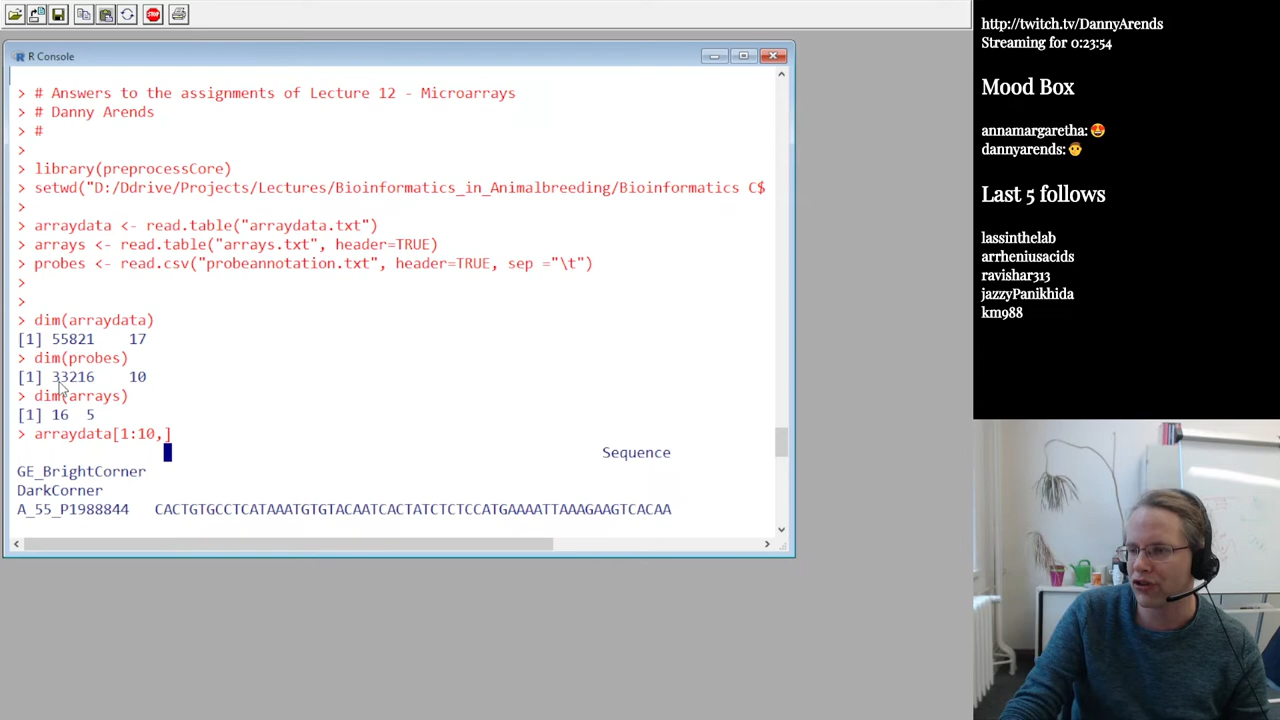 R Console
> # Answers to the assignments of Lecture 12 - Microarrays
> # Danny Arends
> #
>
> library(preprocessCore)
> setwd("D:/Ddrive/Projects/Lectures/Bioinformatics_in_Animalbreeding/Bioinformatics C$
>
> arraydata <- read.table("arraydata.txt")
> arrays <- read.table("arrays.txt", header=TRUE)
> probes <- read.csv("probeannotation.txt", header=TRUE, sep ="\t")
>
>
> dim(arraydata)
[1] 55821    17
> dim(probes)
[1] 33216    10
> dim(arrays)
[1] 16  5
> arraydata[1:10,]
Sequence
GE_BrightCorner
DarkCorner
A_55_P1988844   CACTGTGCCTCATAAATGTGTACAATCACTATCTCTCCATGAAAATTAAAGAAGTCACAA
STOP
http://twitch.tv/DannyArends
Streaming for 0:23:54
Mood Box
annamargaretha: 😍
dannyarends: 👨
Last 5 follows
lassinthelab
arrheniusacids
ravishar313
jazzyPanikhida
km988